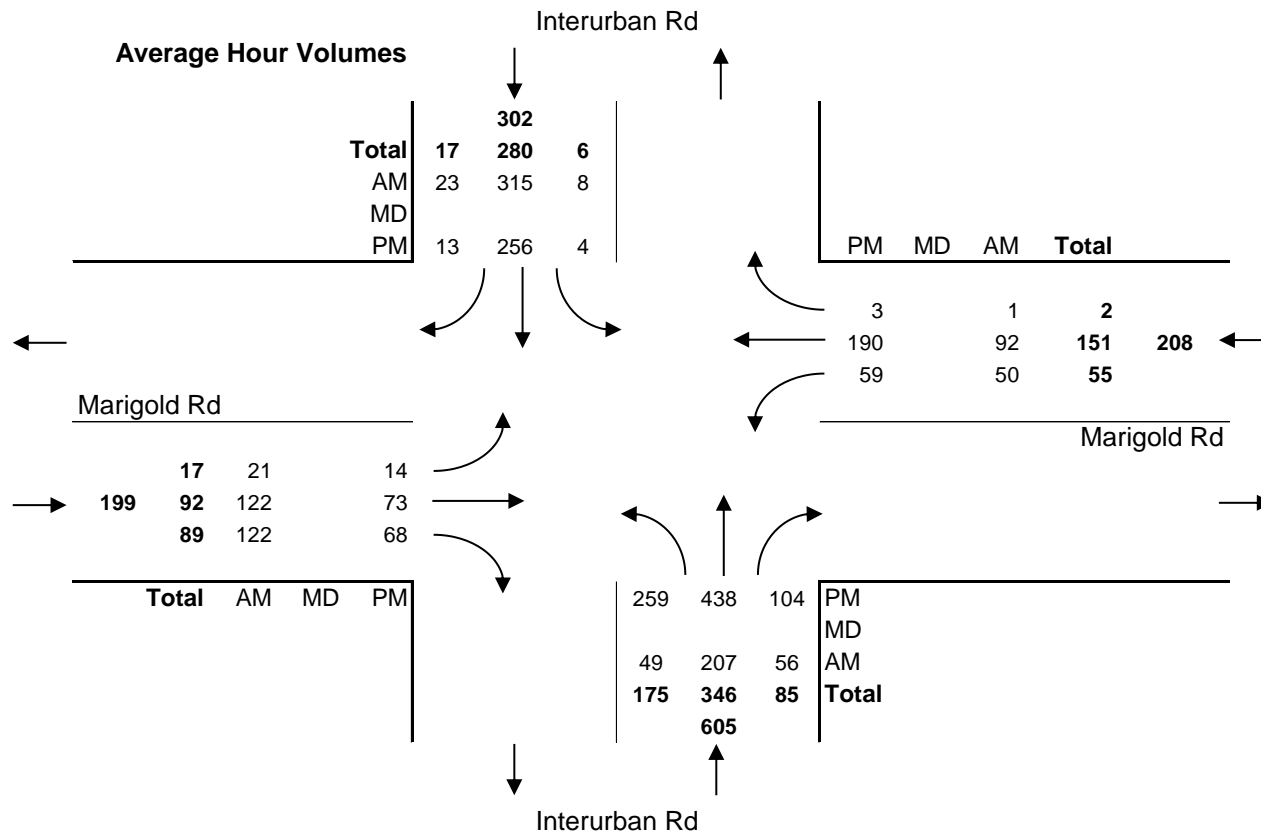 Interurban Rd
Average Hour Volumes
302
Total 17 280 6
AM 23 315 8
MD
PM 13 256 4
PM MD AM Total
3 1 2
190 92 151 208
59 50 55
Marigold Rd
Marigold Rd
17 21 14
199 92 122 73
89 122 68
Total AM MD PM
259 438 104 PM
MD
49 207 56 AM
175 346 85 Total
605
Interurban Rd